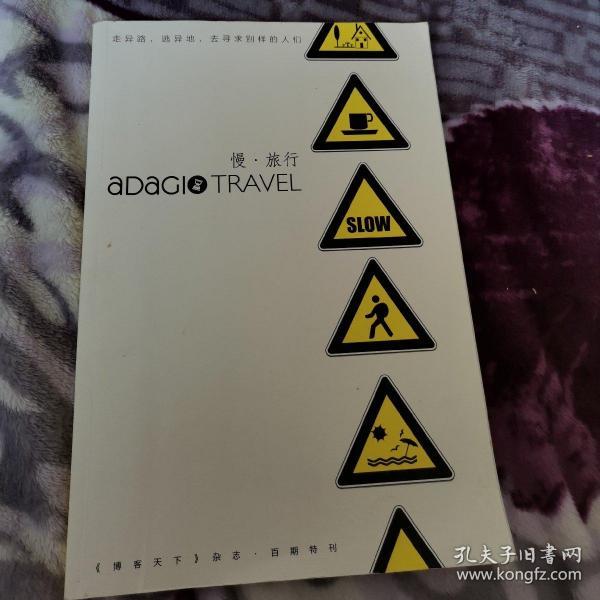 走异路，逃异地，去寻求别样的人们
慢·旅行
aDaGIO TRAVEL
SLOW
《博客天下》杂志·百期特刊
孔夫子旧书网
www.kongfz.com